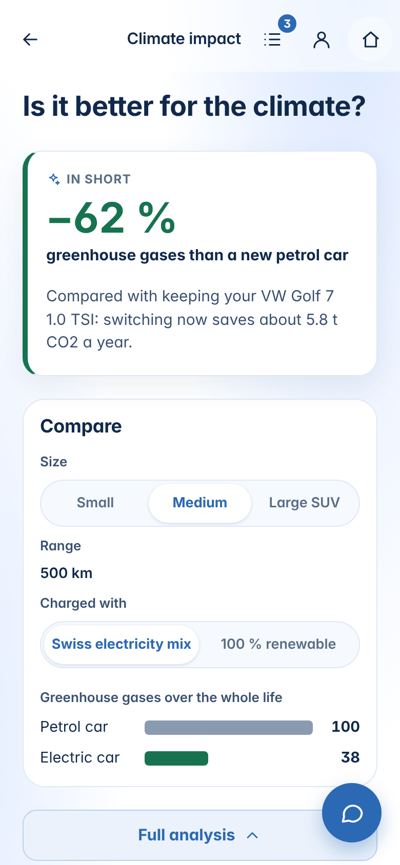 3
Climate impact
Is it better for the climate?
IN SHORT
−62 %
greenhouse gases than a new petrol car
Compared with keeping your VW Golf 7
1.0 TSI: switching now saves about 5.8 t
CO2 a year.
Compare
Size
Small Medium Large SUV
Range
500 km
Charged with
Swiss electricity mix 100 % renewable
Greenhouse gases over the whole life
Petrol car 100
Electric car 38
Full analysis